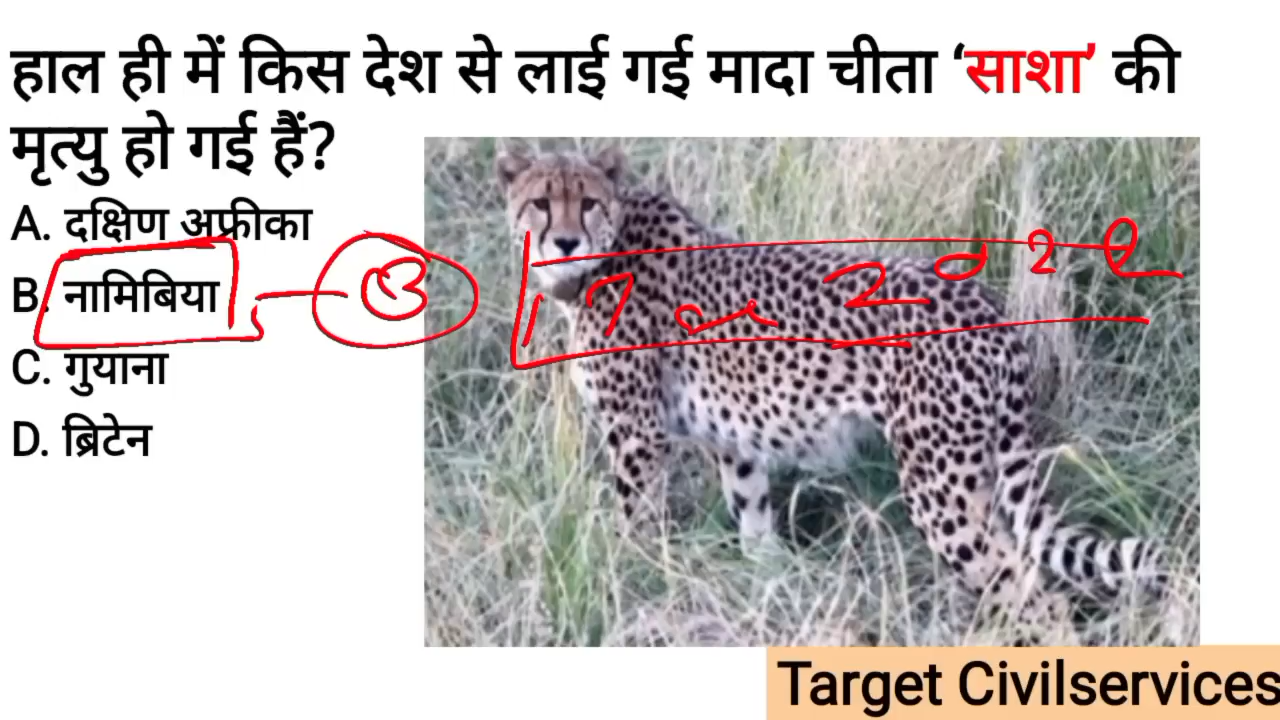 हाल ही में किस देश से लाई गई मादा चीता ‘साशा’ की
मृत्यु हो गई हैं?
A. दक्षिण अफ्रीका
B. नामिबिया
C. गुयाना
D. ब्रिटेन
Target Civilservices